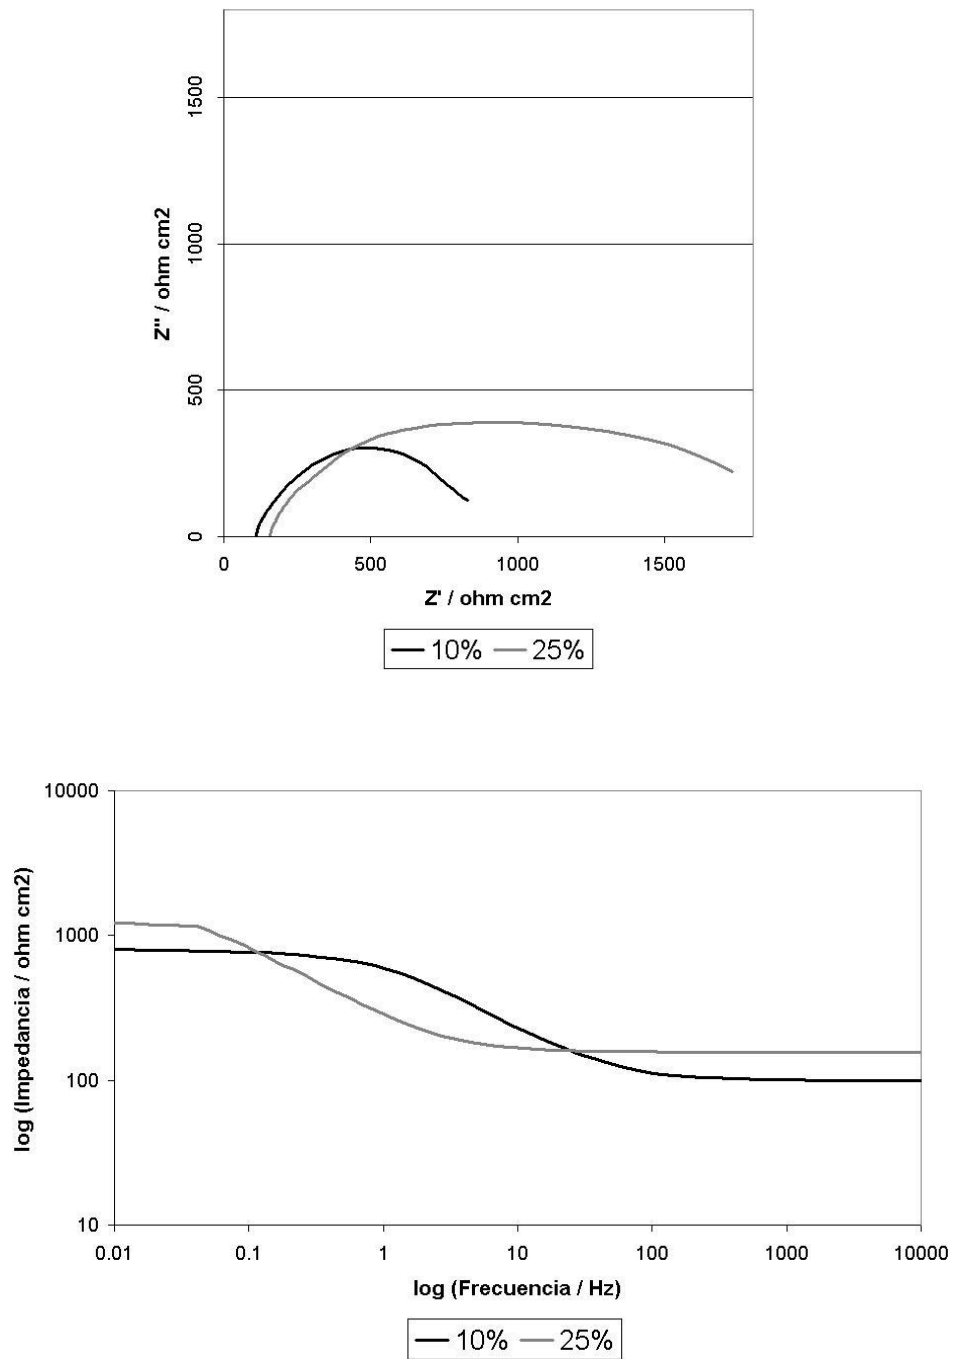 1500
1000
500
0
Z" / ohm cm2
0 500 1000 1500
Z' / ohm cm2
10% 25%
10000
1000
100
10
log (Impedancia / ohm cm2)
0.01 0.1 1 10 100 1000 10000
log (Frecuencia / Hz)
10% 25%